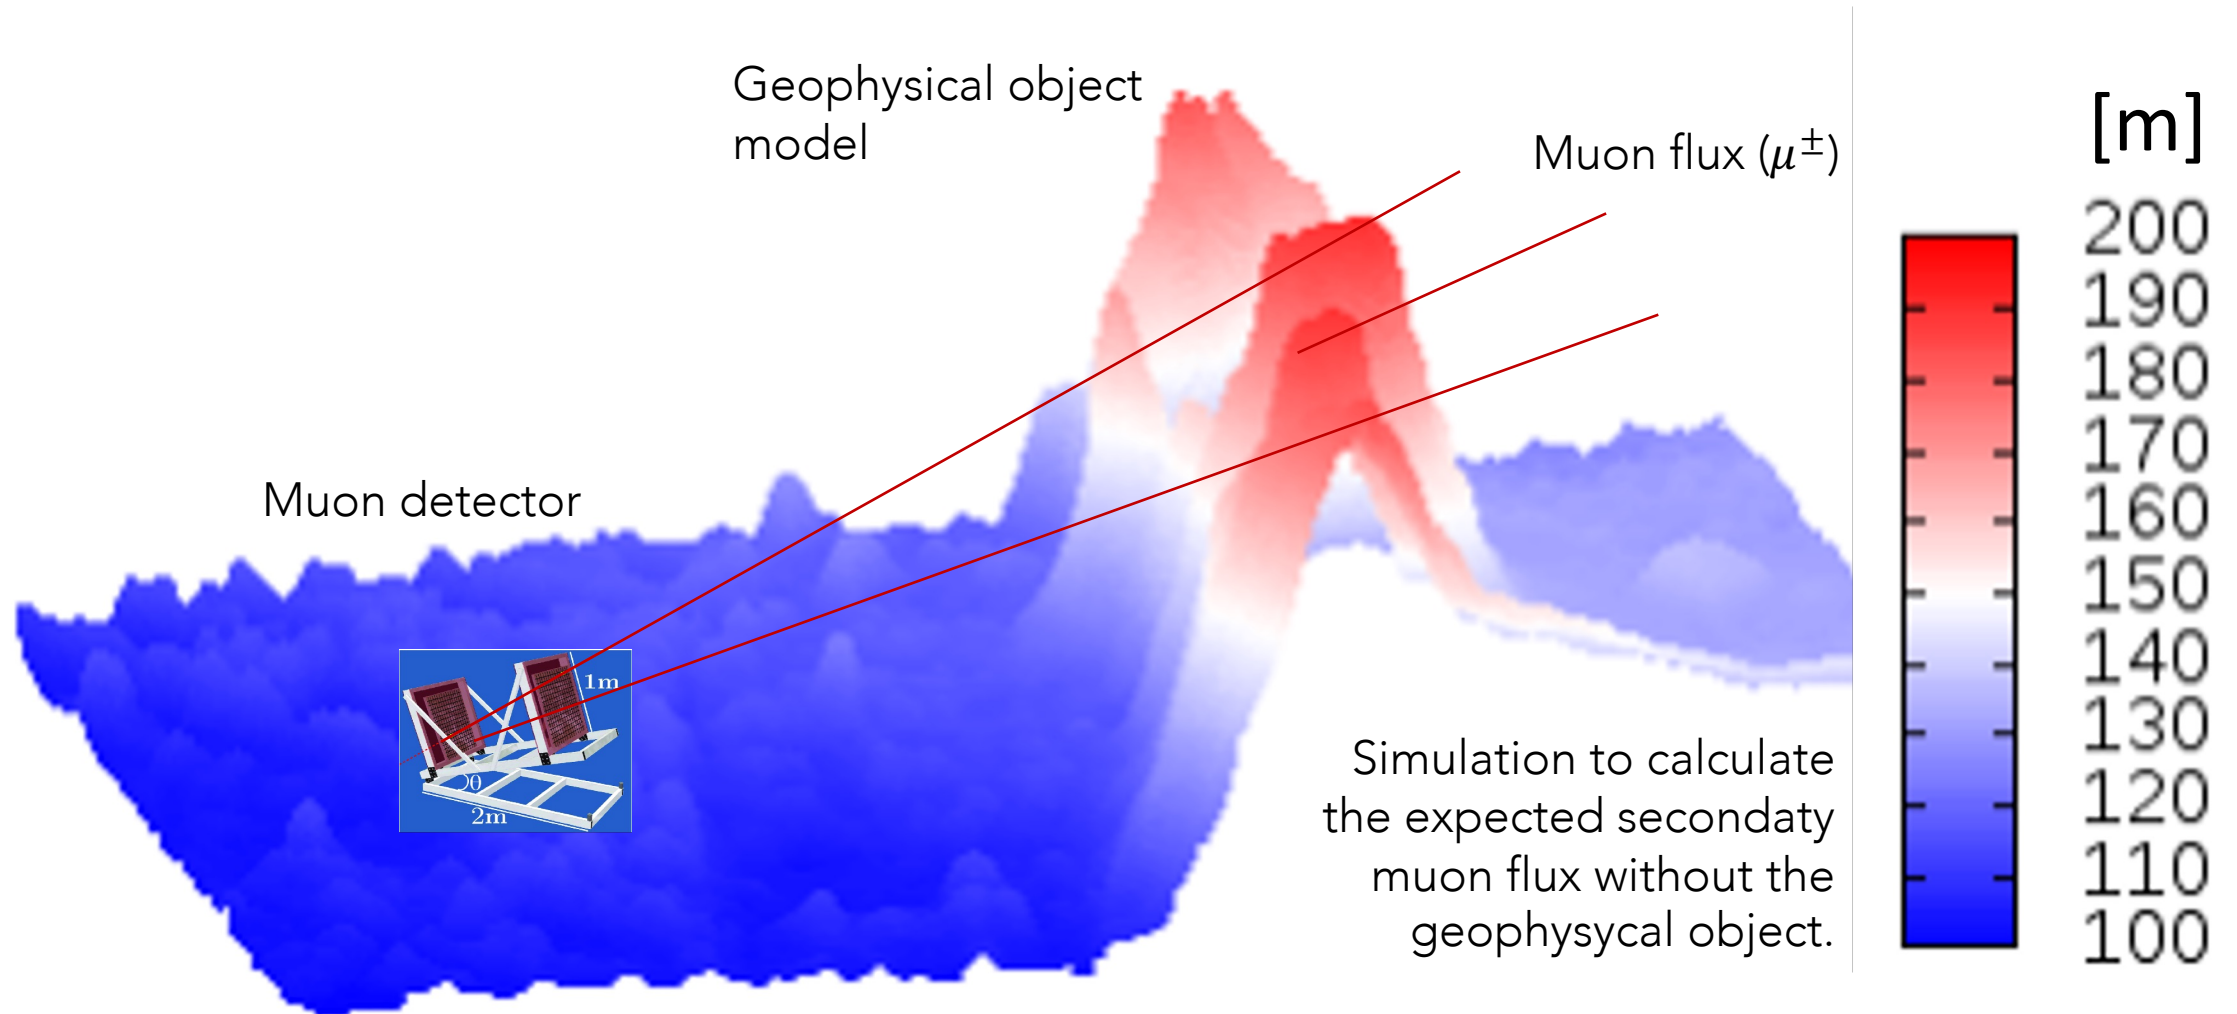 Geophysical object
model
Muon flux (μ±)
Muon detector
1m
θ
2m
Simulation to calculate
the expected secondaty
muon flux without the
geophysycal object.
[m]
200
190
180
170
160
150
140
130
120
110
100